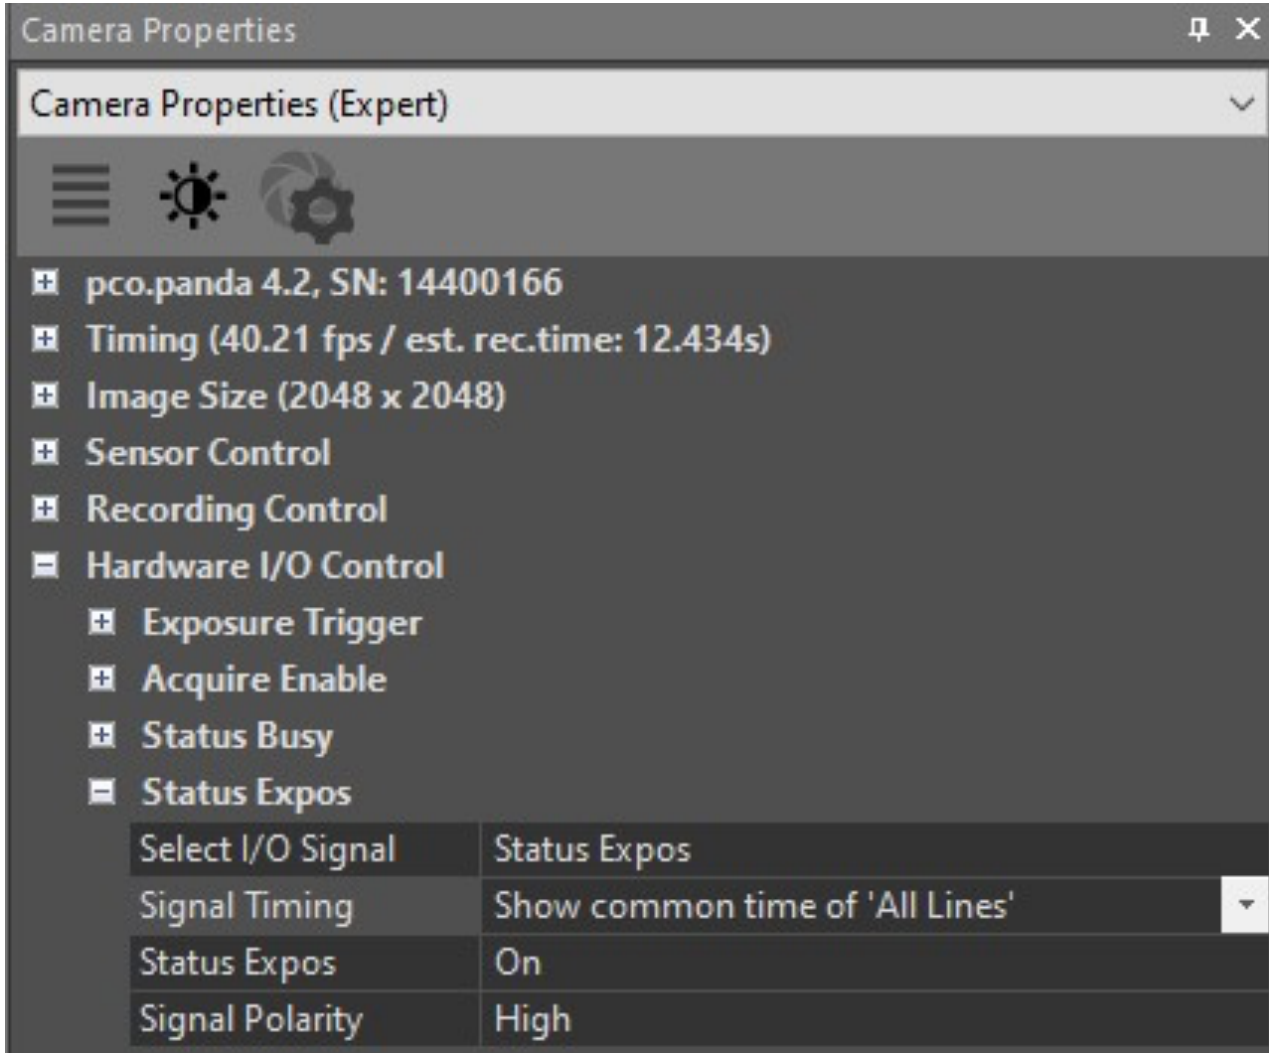 Camera Properties
Camera Properties (Expert)
pco.panda 4.2, SN: 14400166
Timing (40.21 fps / est. rec.time: 12.434s)
Image Size (2048 x 2048)
Sensor Control
Recording Control
Hardware I/O Control
Exposure Trigger
Acquire Enable
Status Busy
Status Expos
Select I/O Signal Status Expos
Signal Timing Show common time of 'All Lines'
Status Expos On
Signal Polarity High